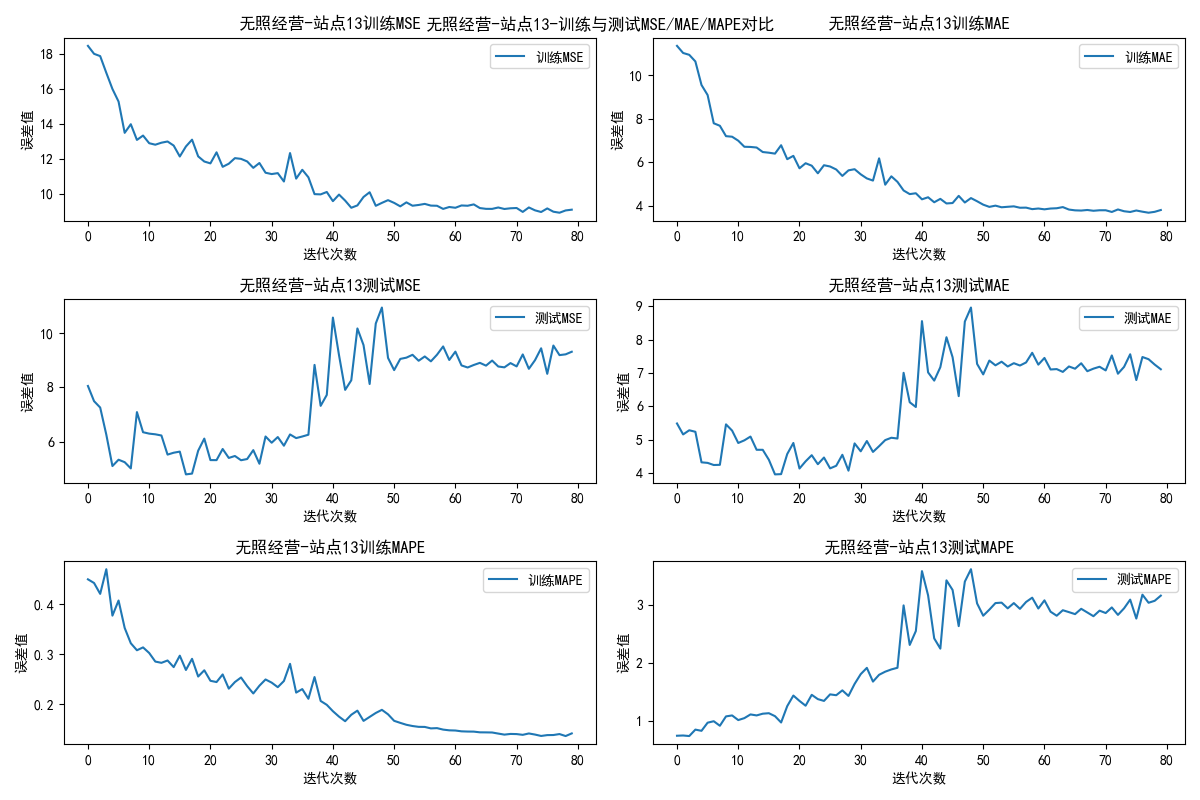 无照经营-站点13-训练与测试MSE/MAE/MAPE对比
无照经营-站点13训练MSE
训练MSE
误差值
18
16
14
12
10
0 10 20 30 40 50 60 70 80
迭代次数
无照经营-站点13训练MAE
训练MAE
误差值
10
8
6
4
0 10 20 30 40 50 60 70 80
迭代次数
无照经营-站点13测试MSE
测试MSE
误差值
10
8
6
0 10 20 30 40 50 60 70 80
迭代次数
无照经营-站点13测试MAE
测试MAE
误差值
9
8
7
6
5
4
0 10 20 30 40 50 60 70 80
迭代次数
无照经营-站点13训练MAPE
训练MAPE
误差值
0.4
0.3
0.2
0 10 20 30 40 50 60 70 80
迭代次数
无照经营-站点13测试MAPE
测试MAPE
误差值
3
2
1
0 10 20 30 40 50 60 70 80
迭代次数